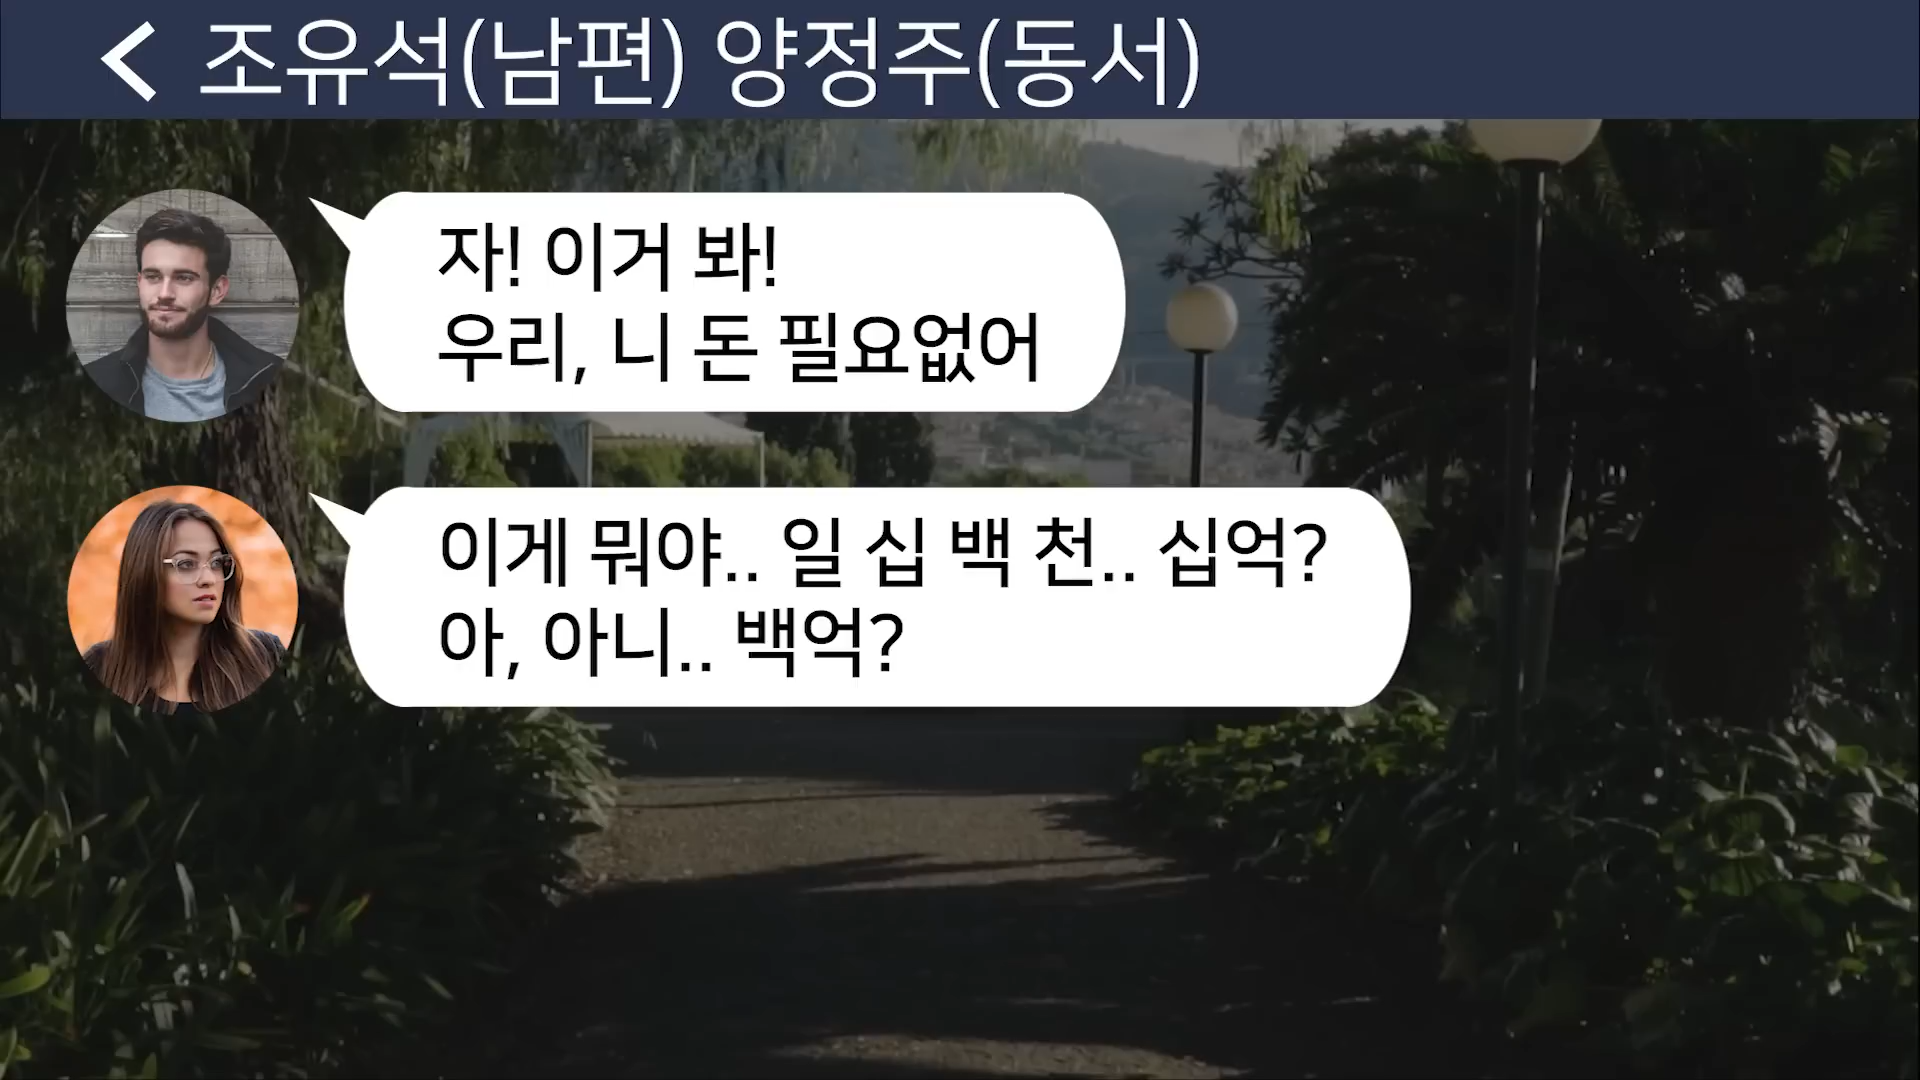 조유석(남편) 양정주(동서)
자! 이거 봐!
우리, 니 돈 필요없어
이게 뭐야.. 일 십 백 천.. 십억?
아, 아니.. 백억?